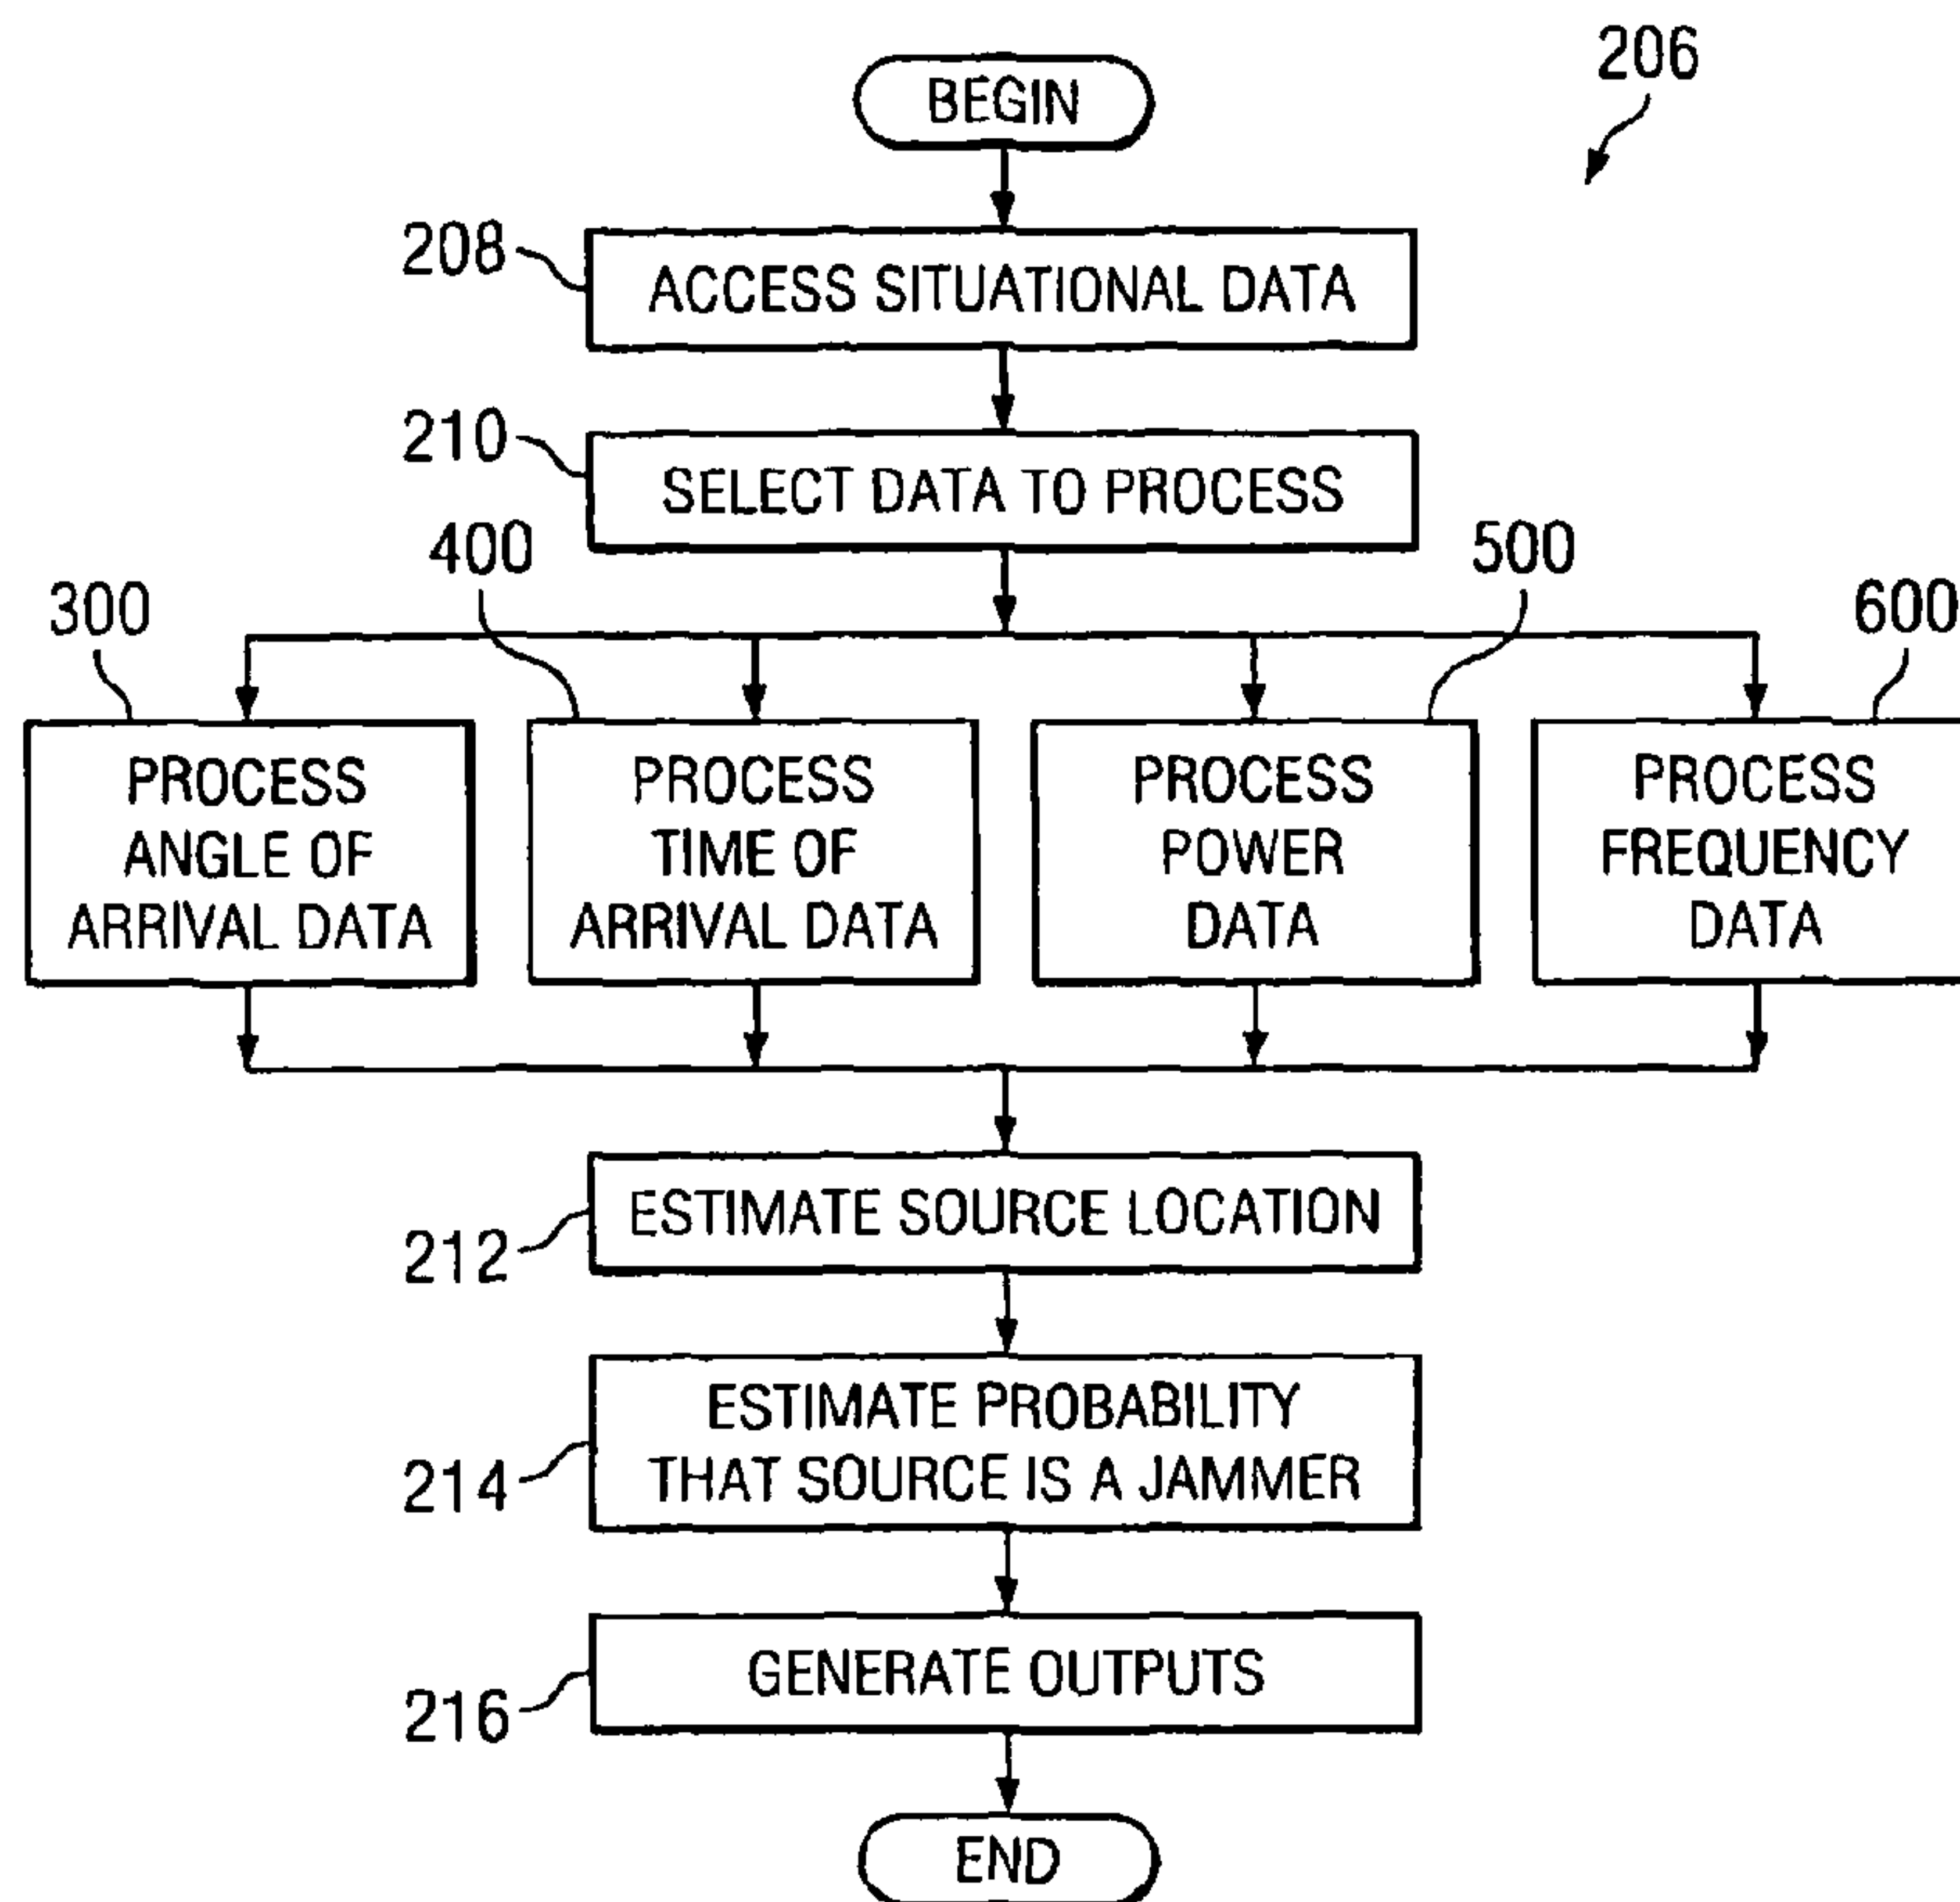 206
BEGIN
208
ACCESS SITUATIONAL DATA
210
SELECT DATA TO PROCESS
400
500
300
600
PROCESS
ANGLE OF
ARRIVAL DATA
PROCESS
TIME OF
ARRIVAL DATA
PROCESS
POWER
DATA
PROCESS
FREQUENCY
DATA
ESTIMATE SOURCE LOCATION
212
ESTIMATE PROBABILITY
THAT SOURCE IS A JAMMER
214
GENERATE OUTPUTS
216
END